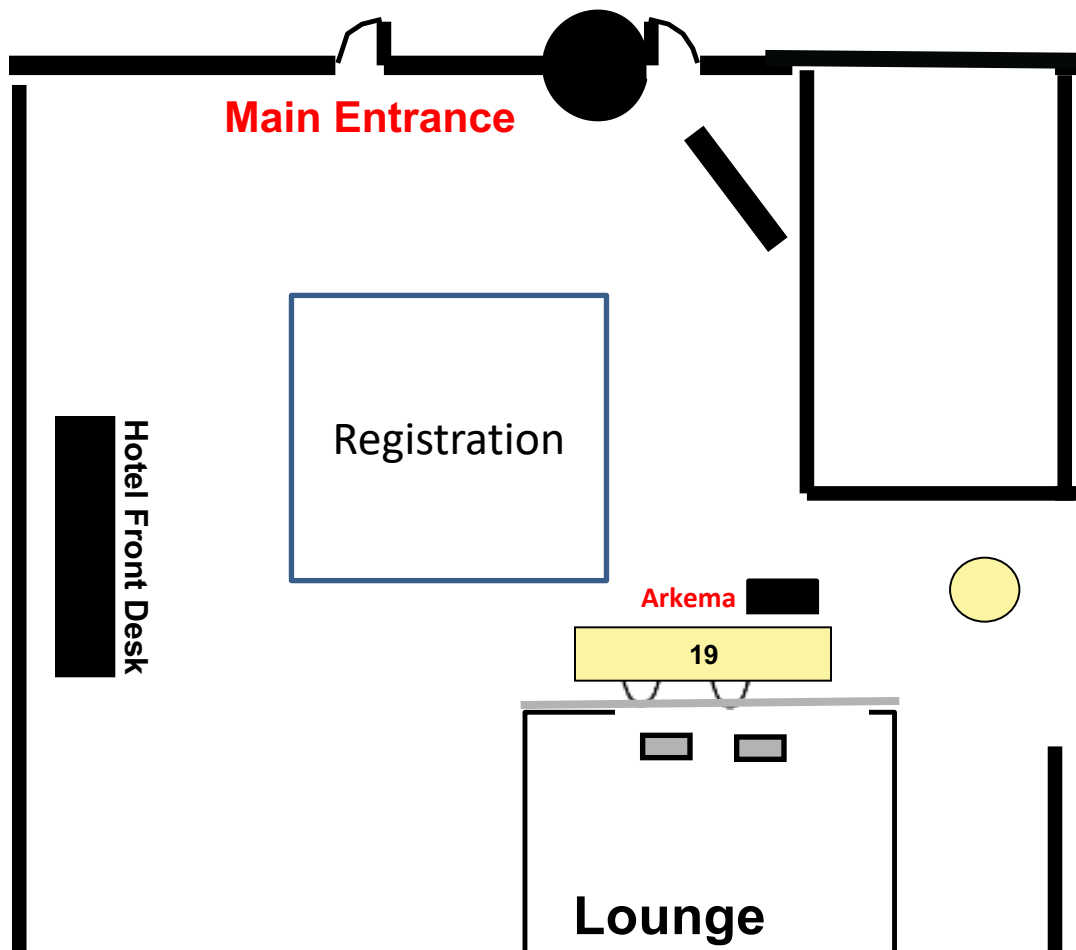 Main Entrance
Registration
Hotel Front Desk
Arkema
19
Lounge